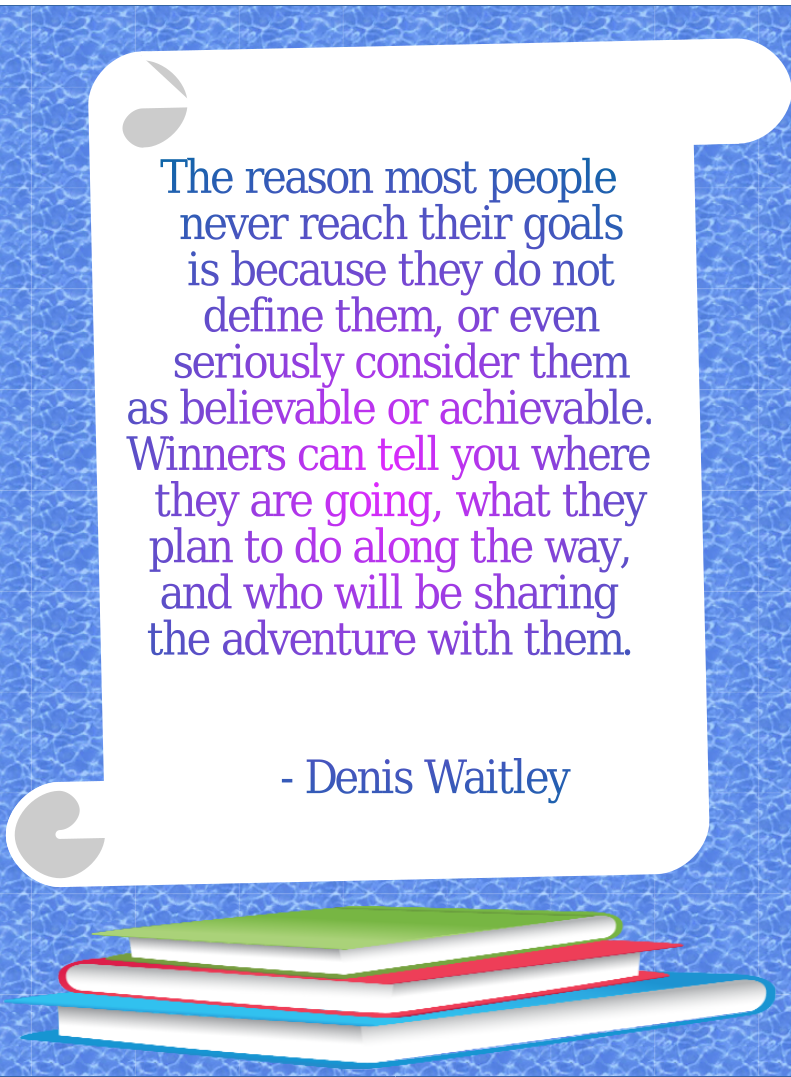 The reason most people
never reach their goals
is because they do not
define them, or even
seriously consider them
as believable or achievable.
Winners can tell you where
they are going, what they
plan to do along the way,
and who will be sharing
the adventure with them.
- Denis Waitley